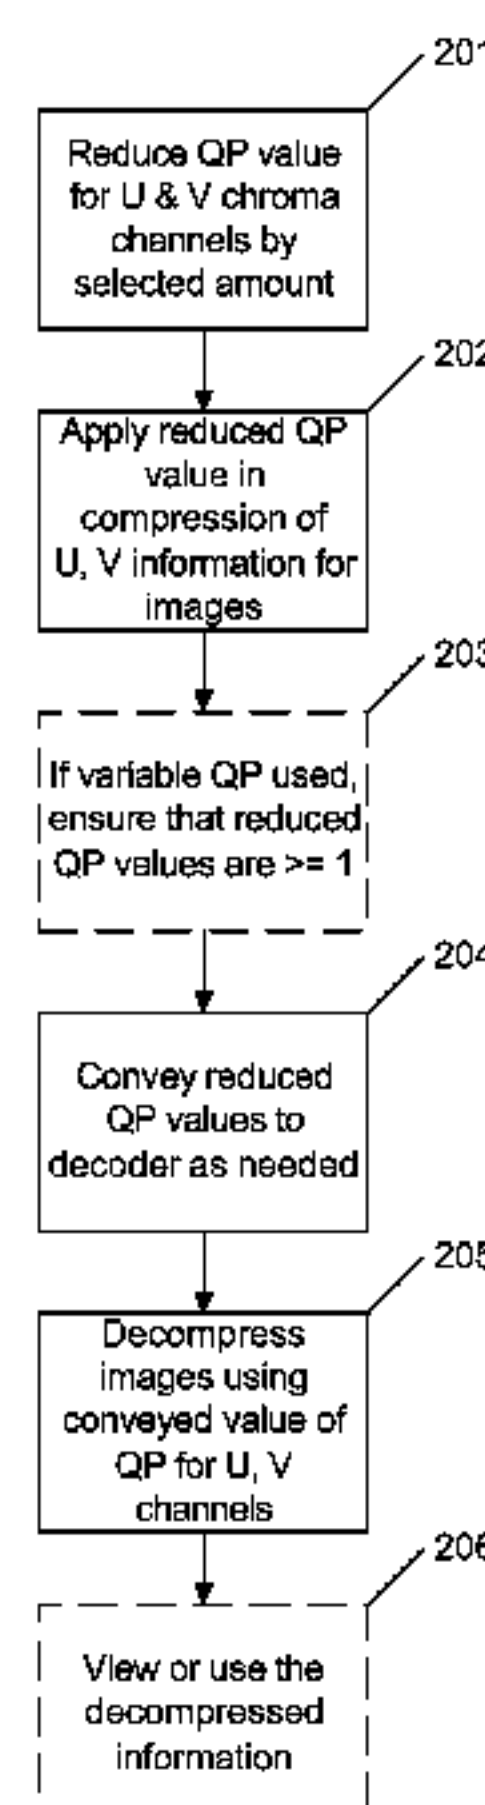 201
Reduce QP value
for U & V chroma
channels by
selected amount
202
Apply reduced QP
value in
compression of
U, V information for
images
203
If variable QP used,
ensure that reduced
QP values are >= 1
204
Convey reduced
QP values to
decoder as needed
205
Decompress
images using
conveyed value of
QP for U, V
channels
206
View or use the
decompressed
information